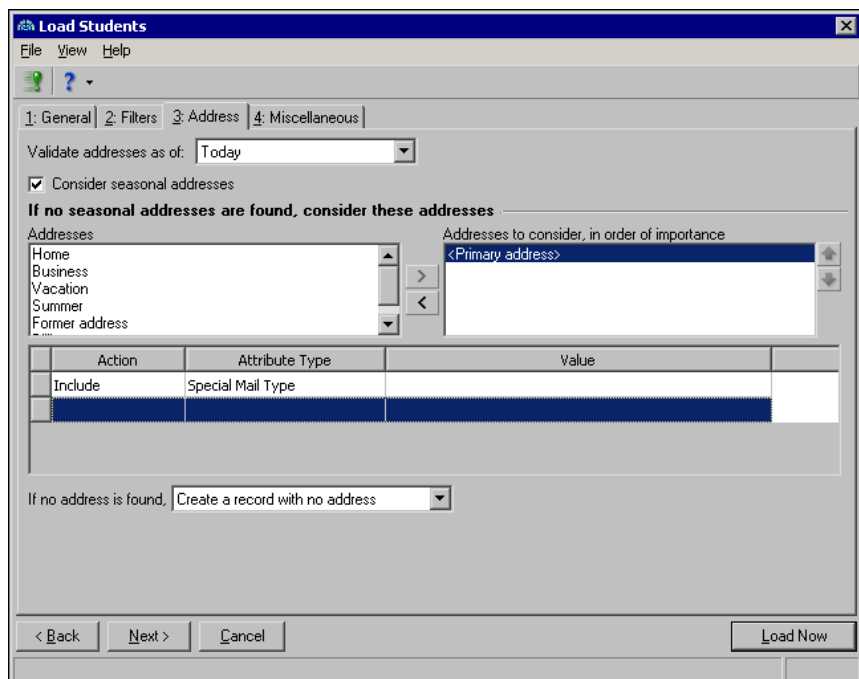 Load Students
File View Help
1: General 2: Filters 3: Address 4: Miscellaneous
Validate addresses as of: Today
Consider seasonal addresses
If no seasonal addresses are found, consider these addresses
Addresses
Home
Business
Vacation
Summer
Former address
Addresses to consider, in order of importance
<Primary address>
> 
<
Action Attribute Type Value
Include Special Mail Type
If no address is found, Create a record with no address
< Back Next > Cancel Load Now